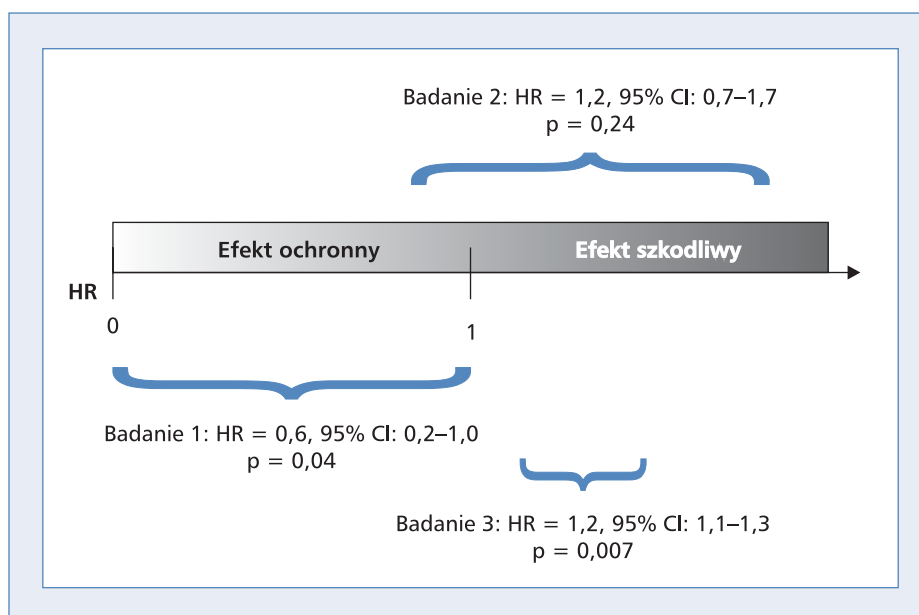 Badanie 2: HR = 1,2, 95% CI: 0,7–1,7
p = 0,24
Efekt ochronny
Efekt szkodliwy
HR
0
1
Badanie 1: HR = 0,6, 95% CI: 0,2–1,0
p = 0,04
Badanie 3: HR = 1,2, 95% CI: 1,1–1,3
p = 0,007